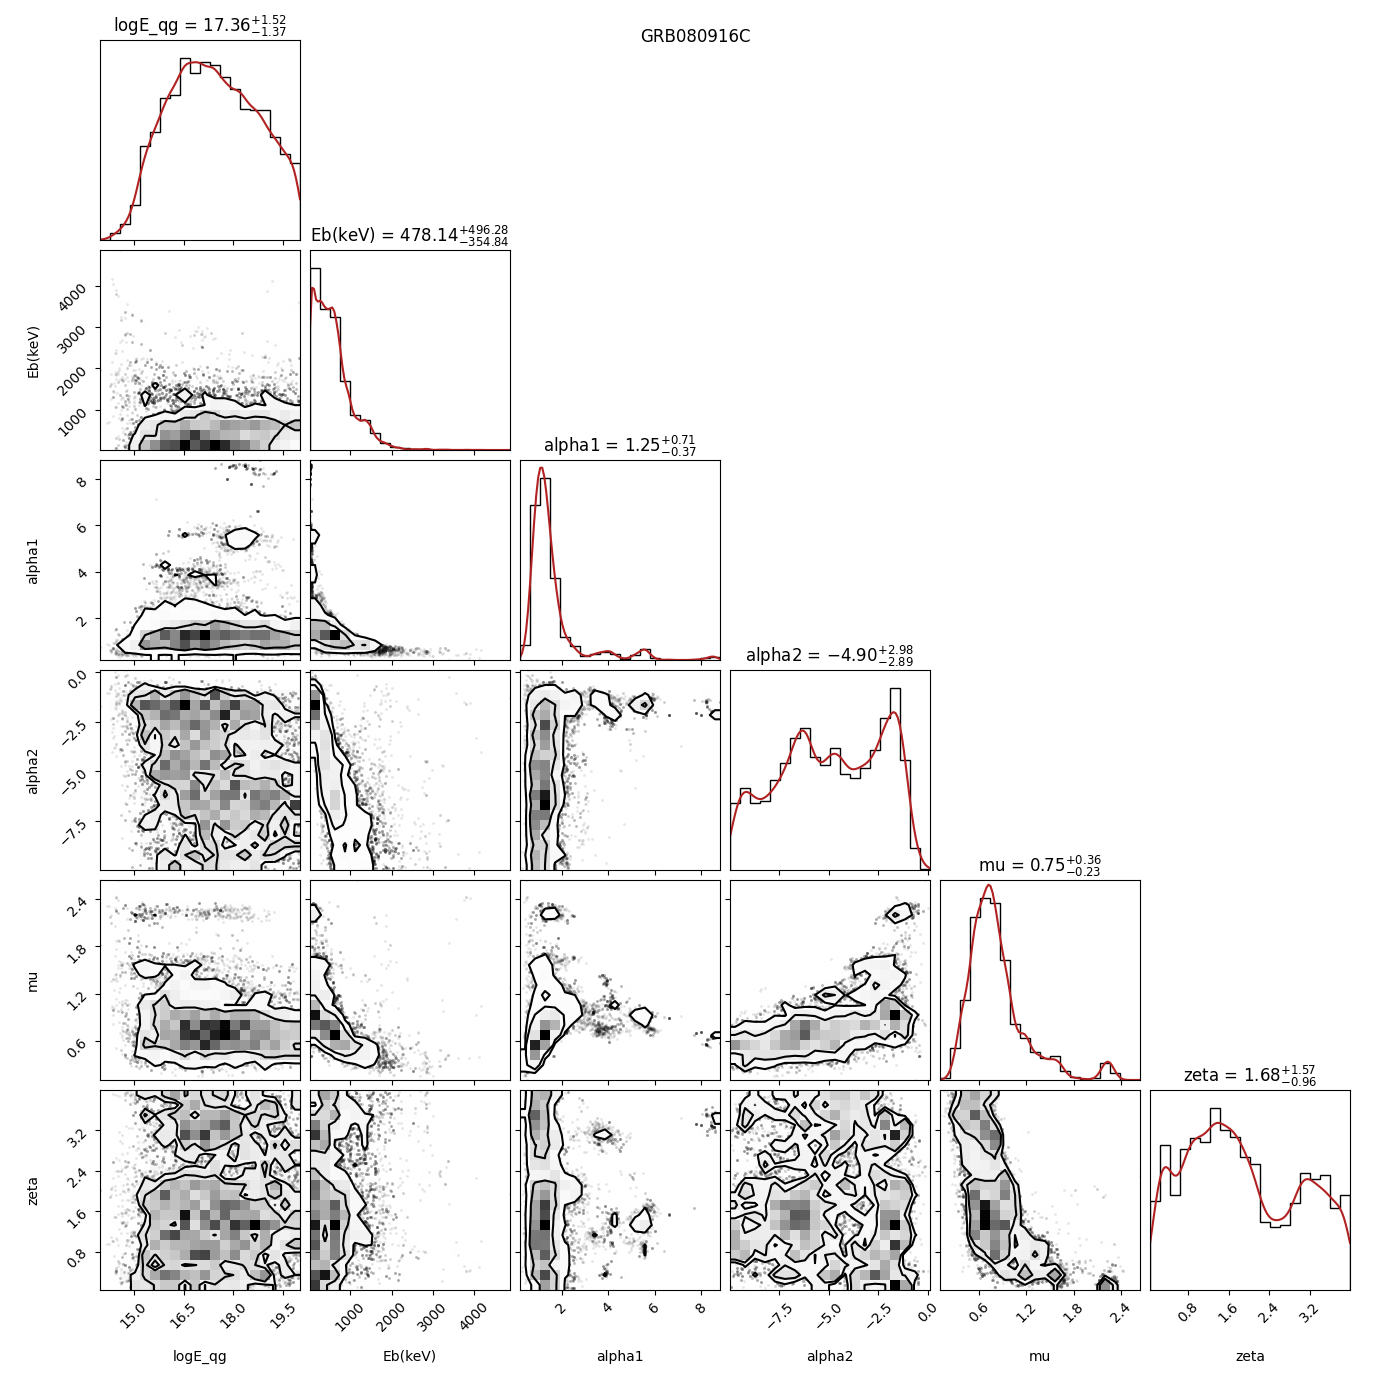 logE_qg = 17.36 +1.52 −1.37
GRB080916C
Eb(keV) = 478.14 +496.28 −354.84
Eb(keV)
4000
3000
2000
1000
alpha1 = 1.25 +0.71 −0.37
alpha1
8
6
4
2
alpha2 = −4.90 +2.98 −2.89
alpha2
0.0
−2.5
−5.0
−7.5
mu = 0.75 +0.36 −0.23
mu
2.4
1.8
1.2
0.6
zeta = 1.68 +1.57 −0.96
zeta
3.2
2.4
1.6
0.8
15.0 16.5 18.0 19.5 1000 2000 3000 4000 2 4 6 8 −7.5 −5.0 −2.5 0.0 0.6 1.2 1.8 2.4 0.8 1.6 2.4 3.2
logE_qg Eb(keV) alpha1 alpha2 mu zeta